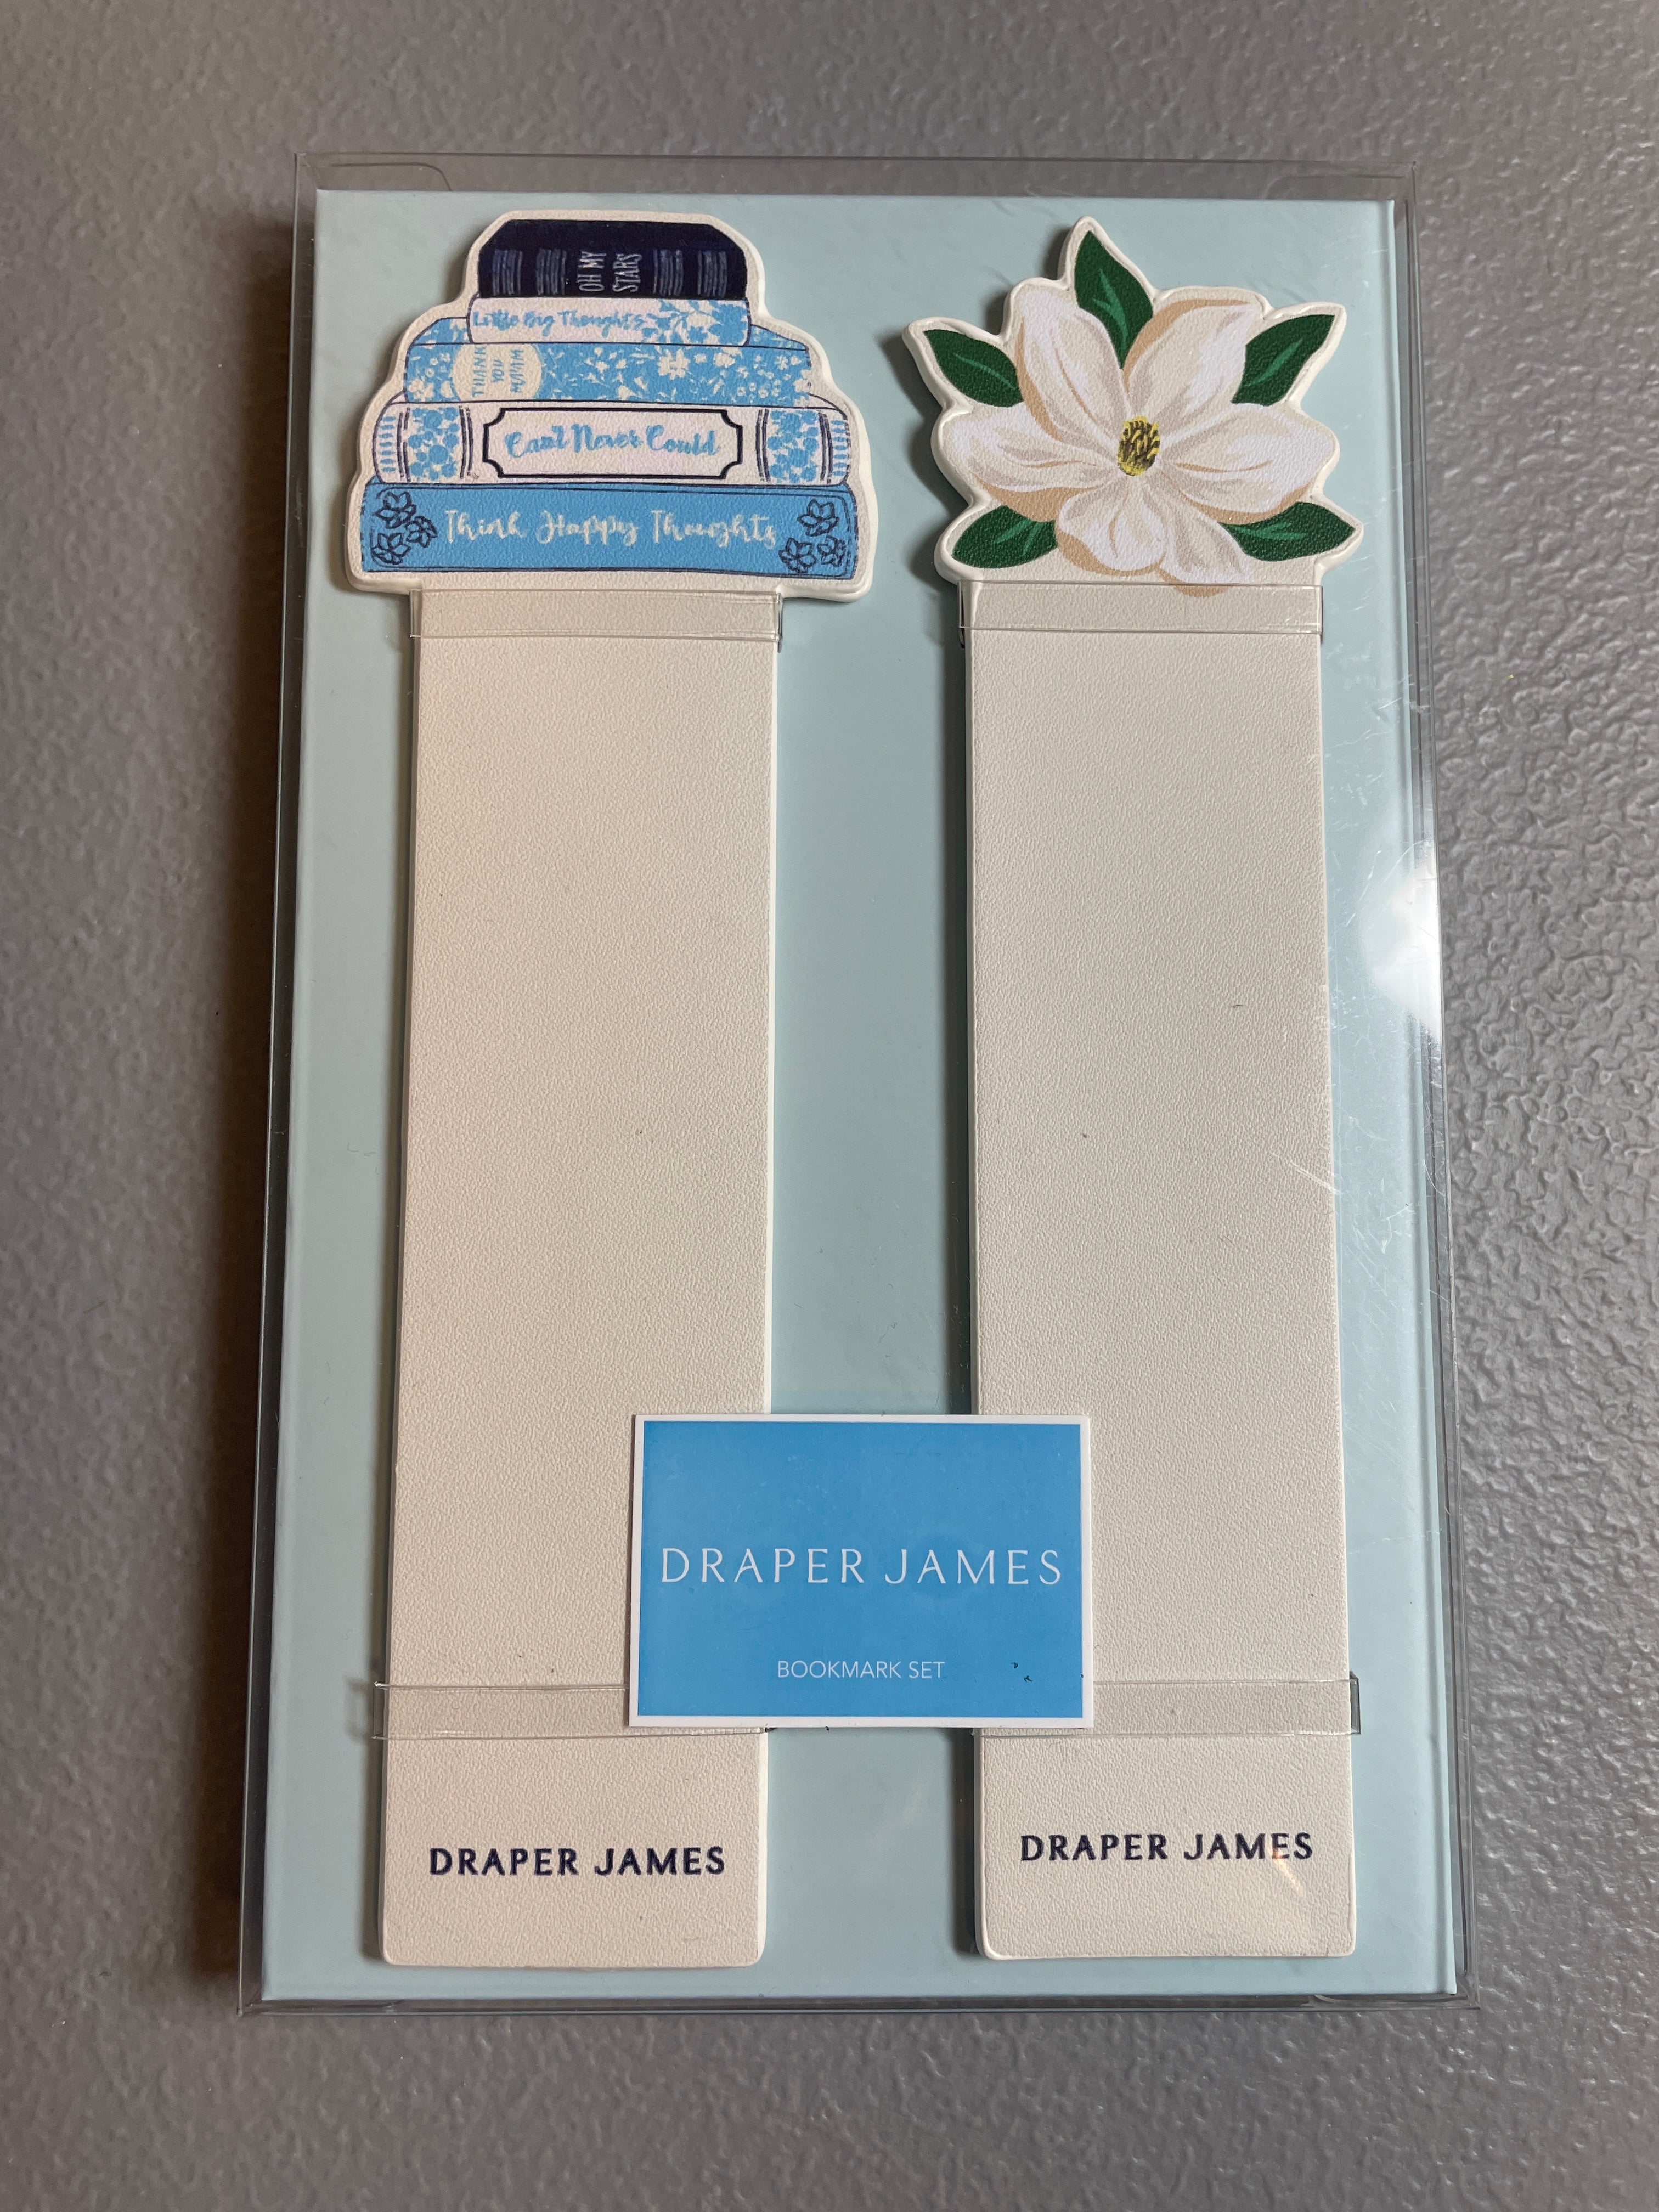 OH MY
STARS
Little Big Thoughts
THANK
YOU
MA'AM
Can't Never Could
Think Happy Thoughts
DRAPER JAMES
BOOKMARK SET
DRAPER JAMES
DRAPER JAMES